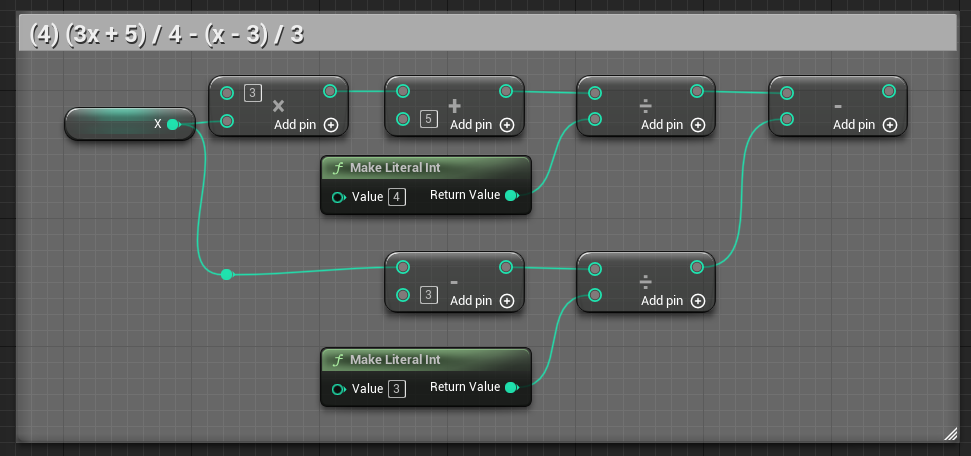 (4) (3x + 5) / 4 - (x - 3) / 3
X
3
×
Add pin
+
5
Add pin
÷
Add pin
-
Add pin
f Make Literal Int
Value 4 Return Value
-
3
Add pin
÷
Add pin
f Make Literal Int
Value 3 Return Value